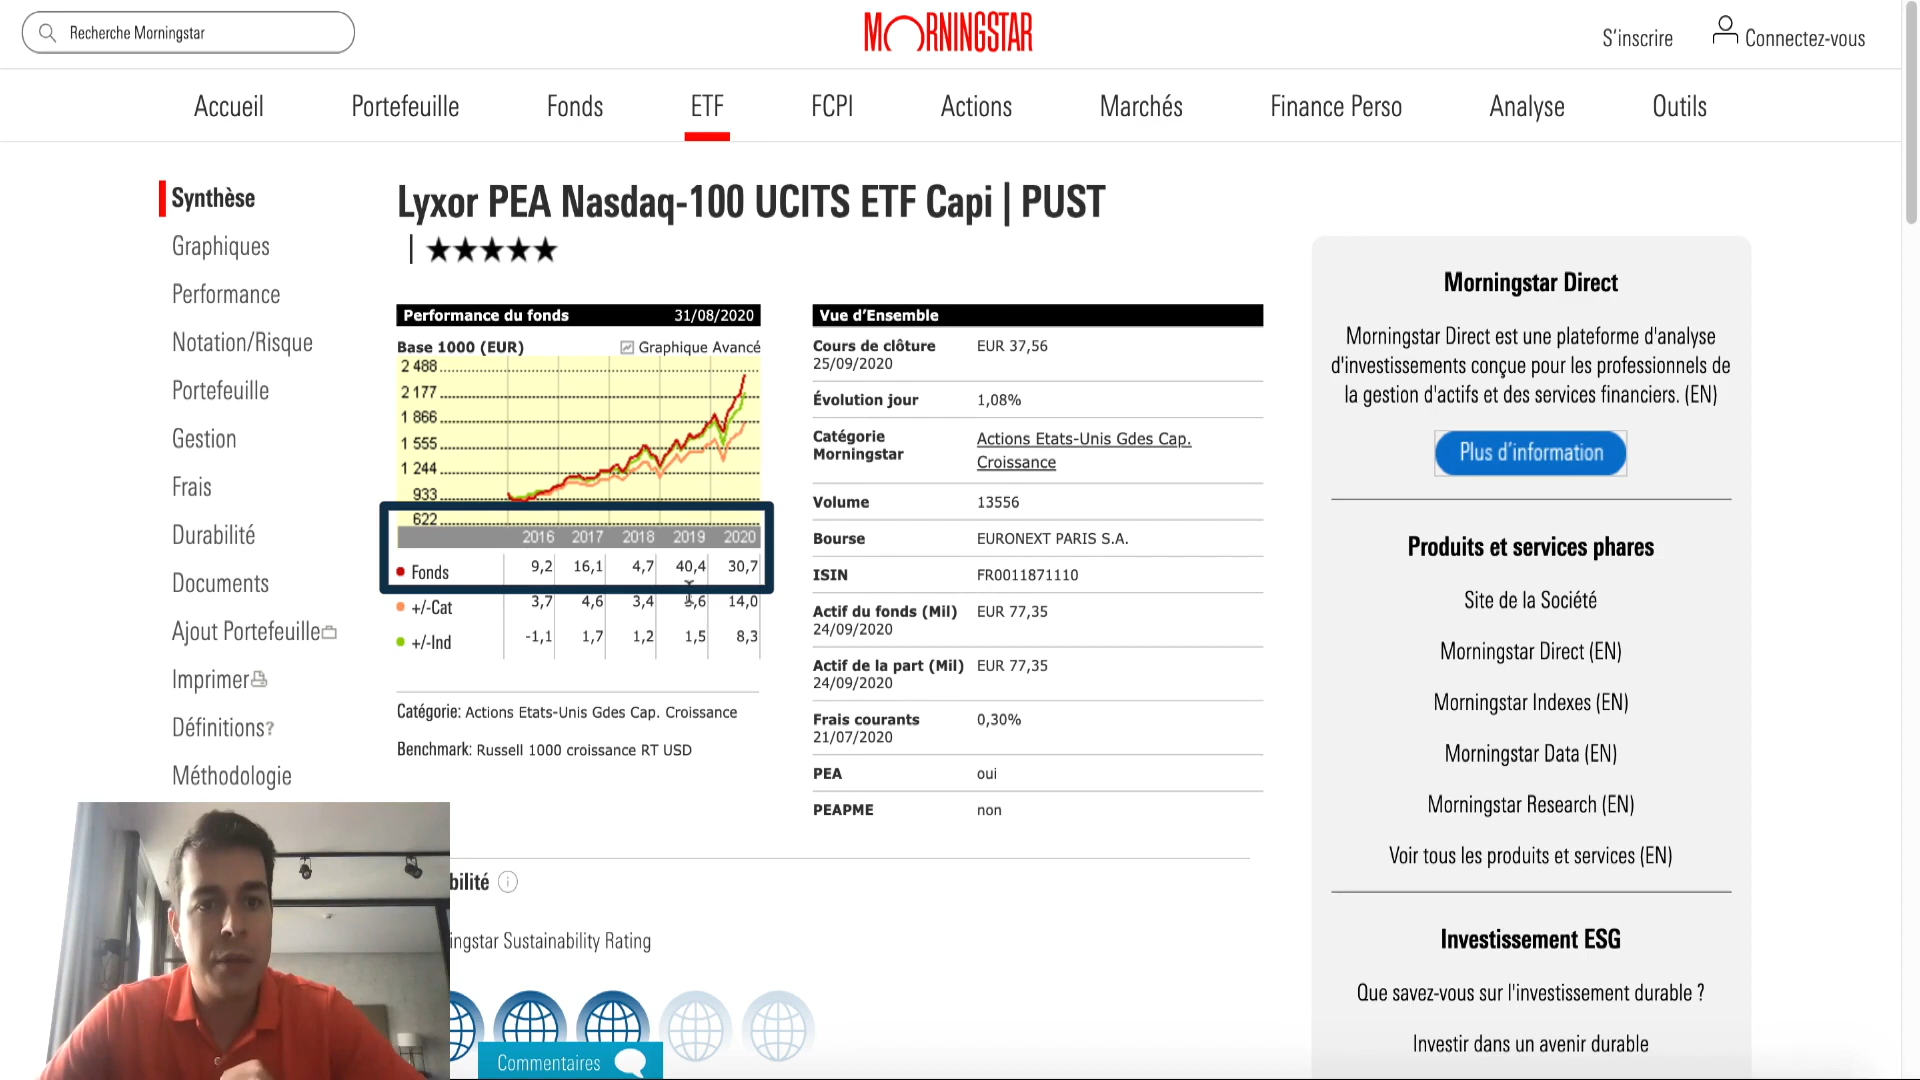 Recherche Morningstar
MORNINGSTAR
S'inscrire
Connectez-vous
Accueil
Portefeuille
Fonds
ETF
FCPI
Actions
Marchés
Finance Perso
Analyse
Outils
Synthèse
Graphiques
Performance
Notation/Risque
Portefeuille
Gestion
Frais
Durabilité
Documents
Ajout Portefeuille
Imprimer
Définitions?
Méthodologie
Lyxor PEA Nasdaq-100 UCITS ETF Capi | PUST
| ★★★★★
Performance du fonds 31/08/2020
Base 1000 (EUR) Graphique Avancé
2 488
2 177
1 866
1 555
1 244
933
622
2016 2017 2018 2019 2020
Fonds 9,2 16,1 4,7 40,4 30,7
+/-Cat 3,7 4,6 3,4 ,6 14,0
+/-Ind -1,1 1,7 1,2 1,5 8,3
Catégorie: Actions Etats-Unis Gdes Cap. Croissance
Benchmark: Russell 1000 croissance RT USD
Vue d'Ensemble
Cours de clôture EUR 37,56
25/09/2020
Évolution jour 1,08%
Catégorie Actions Etats-Unis Gdes Cap.
Morningstar Croissance
Volume 13556
Bourse EURONEXT PARIS S.A.
ISIN FR0011871110
Actif du fonds (Mil) EUR 77,35
24/09/2020
Actif de la part (Mil) EUR 77,35
24/09/2020
Frais courants 0,30%
21/07/2020
PEA oui
PEAPME non
bilité
ingstar Sustainability Rating
Commentaires
Morningstar Direct
Morningstar Direct est une plateforme d'analyse
d'investissements conçue pour les professionnels de
la gestion d'actifs et des services financiers. (EN)
Plus d'information
Produits et services phares
Site de la Société
Morningstar Direct (EN)
Morningstar Indexes (EN)
Morningstar Data (EN)
Morningstar Research (EN)
Voir tous les produits et services (EN)
Investissement ESG
Que savez-vous sur l'investissement durable ?
Investir dans un avenir durable